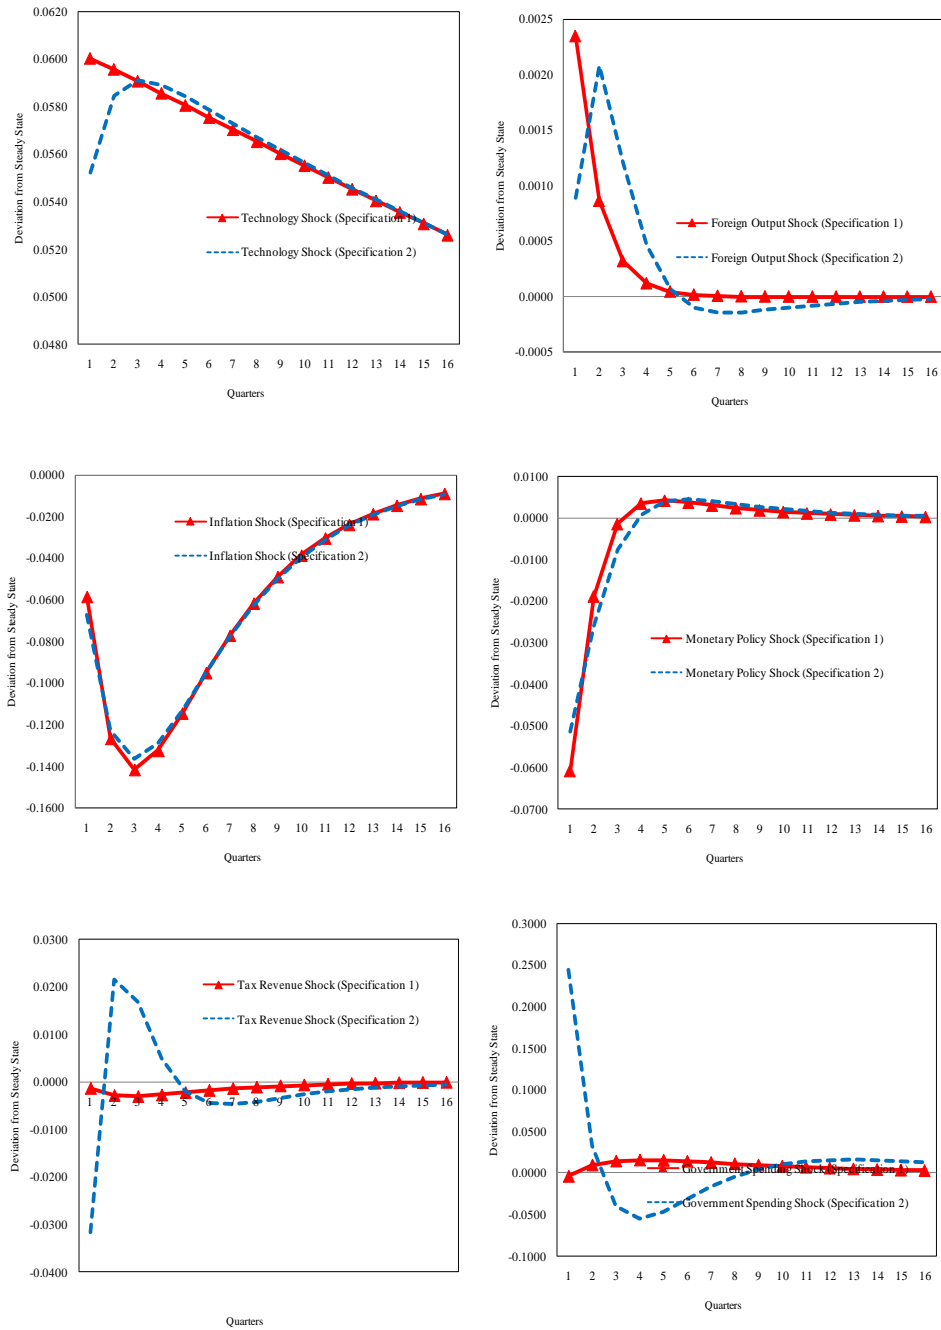 0.0620
0.0600
0.0580
0.0560
0.0540
0.0520
0.0500
0.0480
Deviation from Steady State
Technology Shock (Specification 1)
Technology Shock (Specification 2)
1 2 3 4 5 6 7 8 9 10 11 12 13 14 15 16
Quarters
0.0025
0.0020
0.0015
0.0010
0.0005
0.0000
-0.0005
Deviation from Steady State
Foreign Output Shock (Specification 1)
Foreign Output Shock (Specification 2)
1 2 3 4 5 6 7 8 9 10 11 12 13 14 15 16
Quarters
0.0000
-0.0200
-0.0400
-0.0600
-0.0800
-0.1000
-0.1200
-0.1400
-0.1600
Deviation from Steady State
Inflation Shock (Specification 1)
Inflation Shock (Specification 2)
1 2 3 4 5 6 7 8 9 10 11 12 13 14 15 16
Quarters
0.0100
0.0000
-0.0100
-0.0200
-0.0300
-0.0400
-0.0500
-0.0600
-0.0700
Deviation from Steady State
Monetary Policy Shock (Specification 1)
Monetary Policy Shock (Specification 2)
1 2 3 4 5 6 7 8 9 10 11 12 13 14 15 16
Quarters
0.0300
0.0200
0.0100
0.0000
-0.0100
-0.0200
-0.0300
-0.0400
Deviation from Steady State
Tax Revenue Shock (Specification 1)
Tax Revenue Shock (Specification 2)
1 2 3 4 5 6 7 8 9 10 11 12 13 14 15 16
Quarters
0.3000
0.2500
0.2000
0.1500
0.1000
0.0500
0.0000
-0.0500
-0.1000
Deviation from Steady State
Government Spending Shock (Specification 1)
Government Spending Shock (Specification 2)
1 2 3 4 5 6 7 8 9 10 11 12 13 14 15 16
Quarters